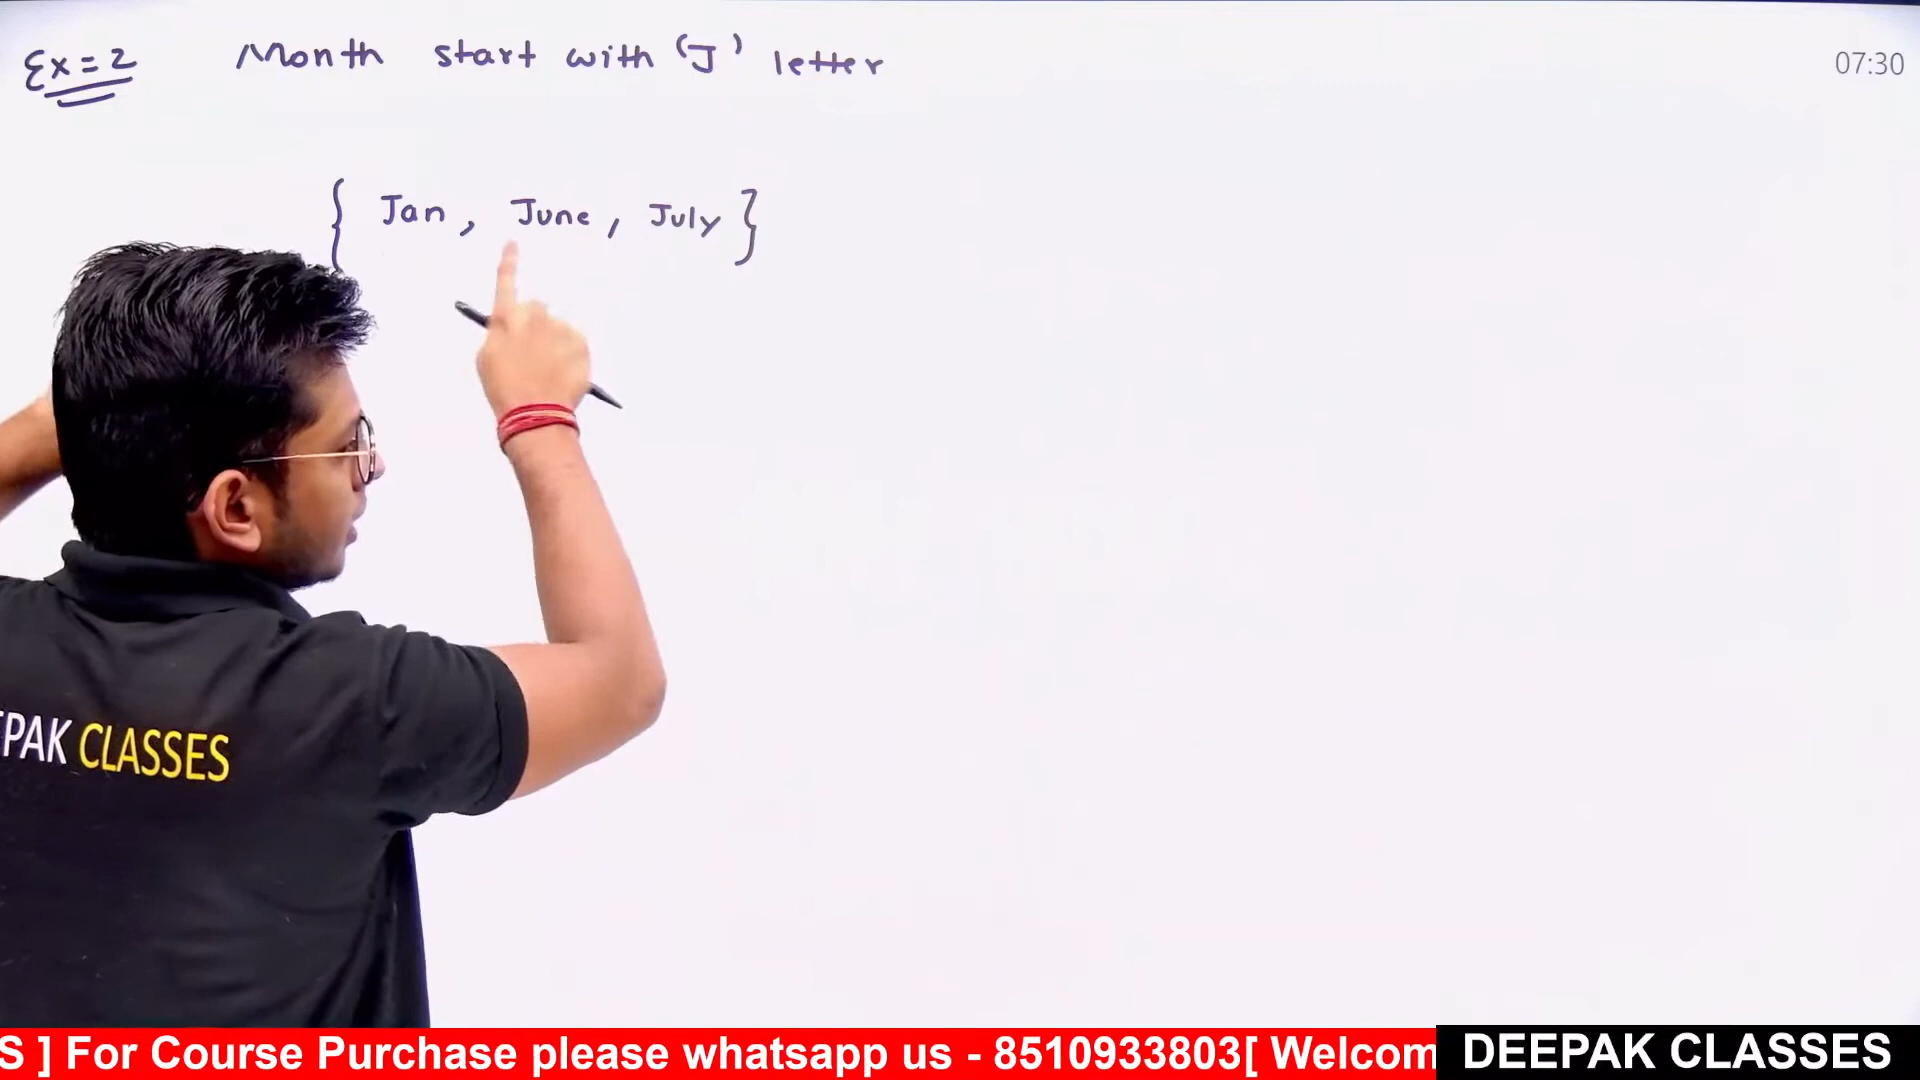 Ex = 2 Month start with 'J' letter
07:30
{ Jan, June, July }
EPAK CLASSES
S ] For Course Purchase please whatsapp us - 8510933803[ Welcom
DEEPAK CLASSES